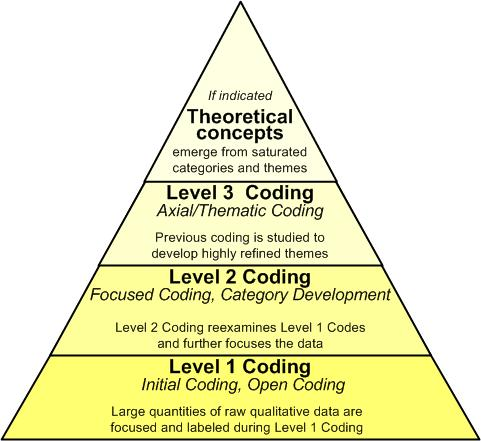 If indicated
Theoretical
concepts
emerge from saturated
categories and themes
Level 3 Coding
Axial/Thematic Coding
Previous coding is studied to
develop highly refined themes
Level 2 Coding
Focused Coding, Category Development
Level 2 Coding reexamines Level 1 Codes
and further focuses the data
Level 1 Coding
Initial Coding, Open Coding
Large quantities of raw qualitative data are
focused and labeled during Level 1 Coding